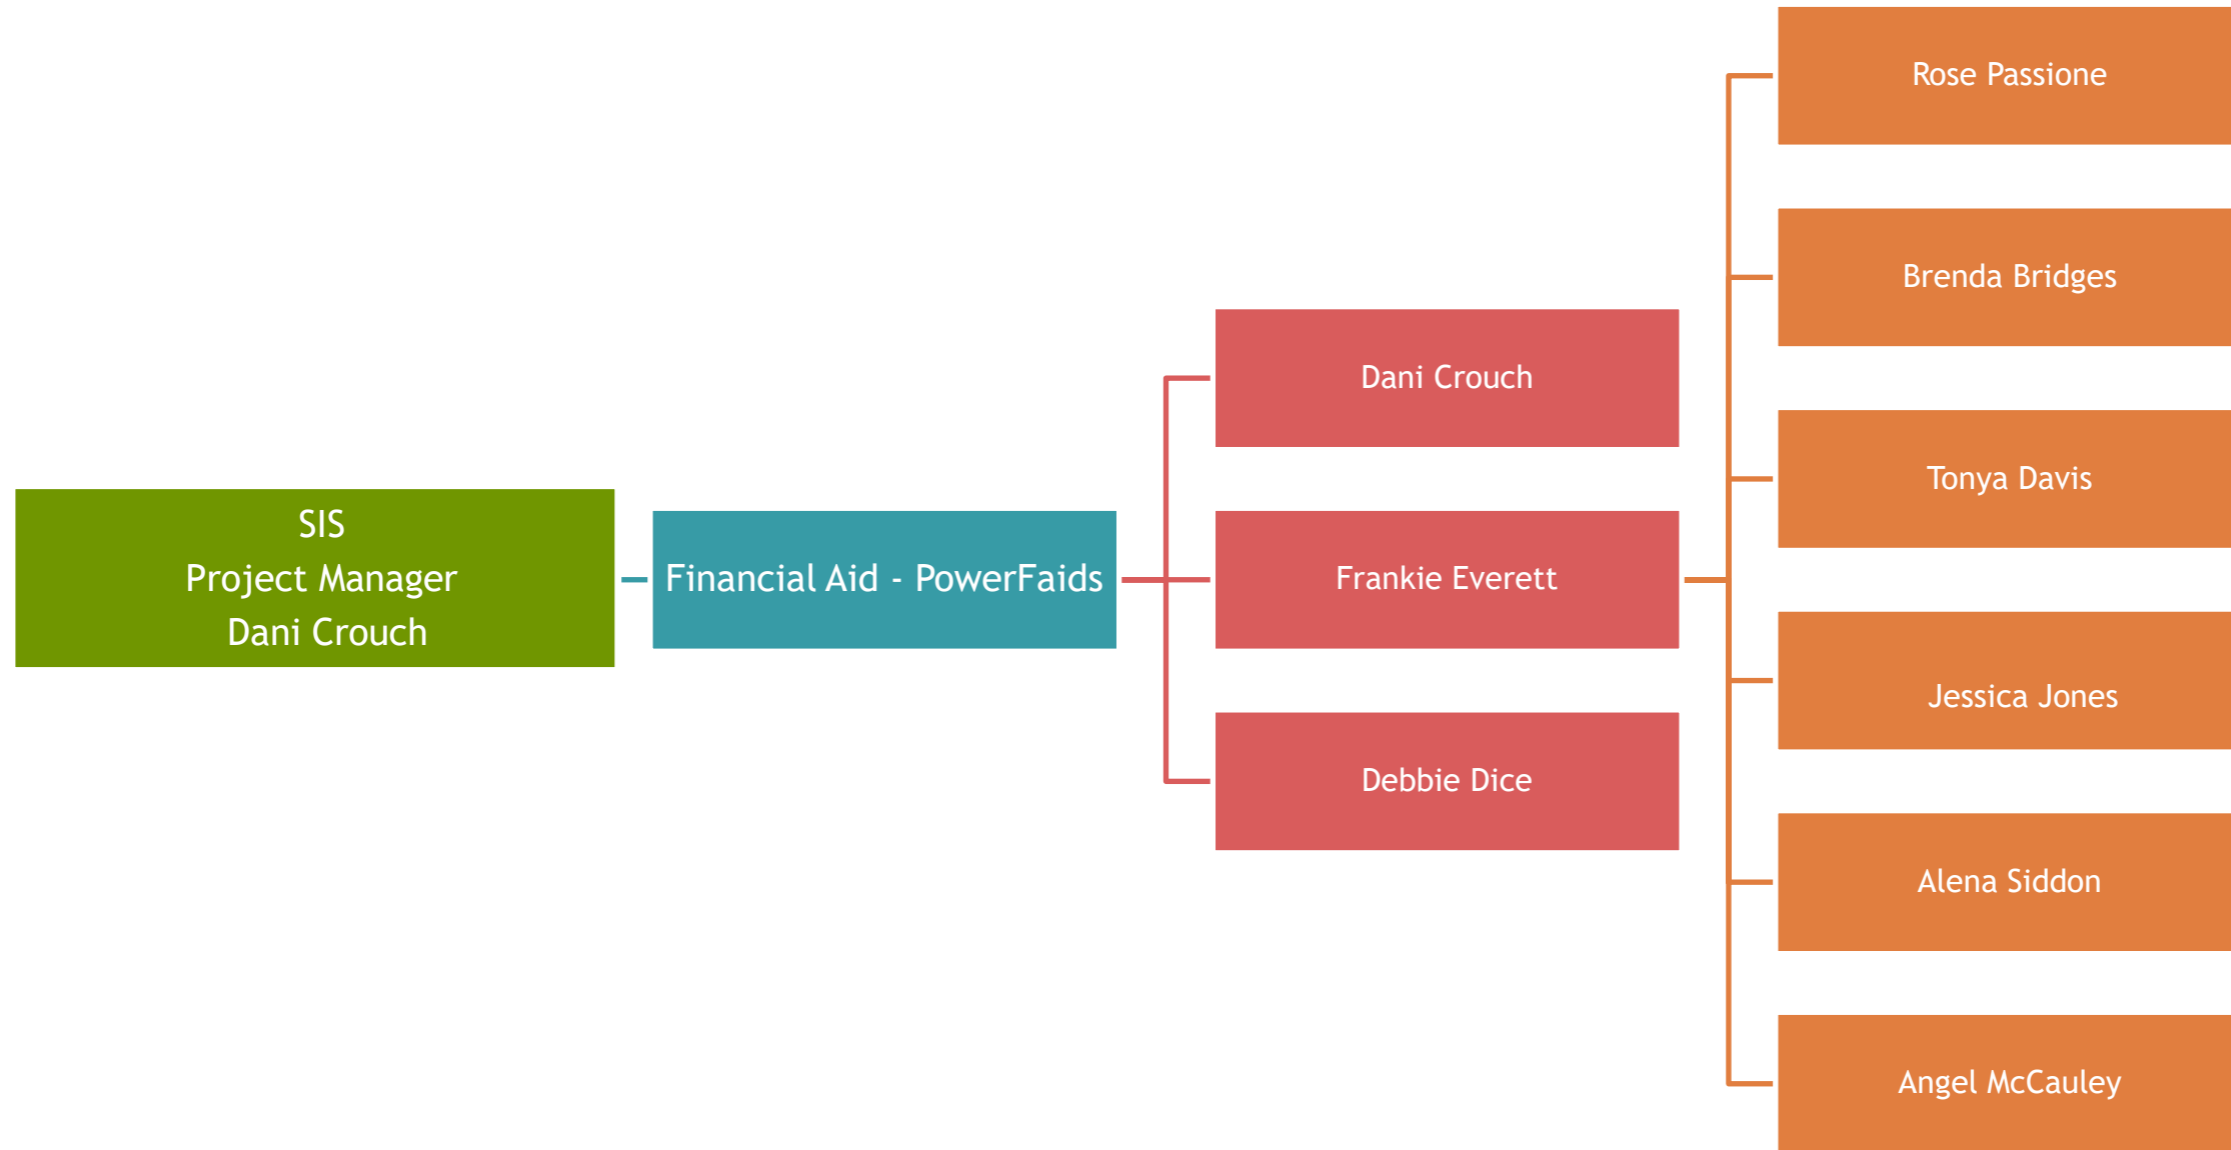 SIS
Project Manager
Dani Crouch
Financial Aid - PowerFaids
Dani Crouch
Frankie Everett
Debbie Dice
Rose Passione
Brenda Bridges
Tonya Davis
Jessica Jones
Alena Siddon
Angel McCauley